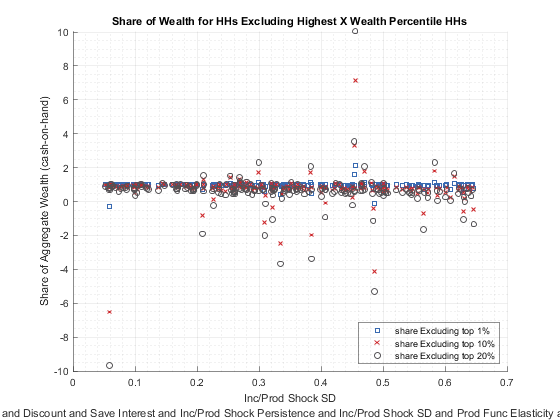 Share of Wealth for HHs Excluding Highest X Wealth Percentile HHs
10
8
6
4
2
0
-2
-4
-6
-8
-10
Share of Aggregate Wealth (cash-on-hand)
share Excluding top 1%
share Excluding top 10%
share Excluding top 20%
0 0.1 0.2 0.3 0.4 0.5 0.6 0.7
Inc/Prod Shock SD
and Discount and Save Interest and Inc/Prod Shock Persistence and Inc/Prod Shock SD and Prod Func Elasticity